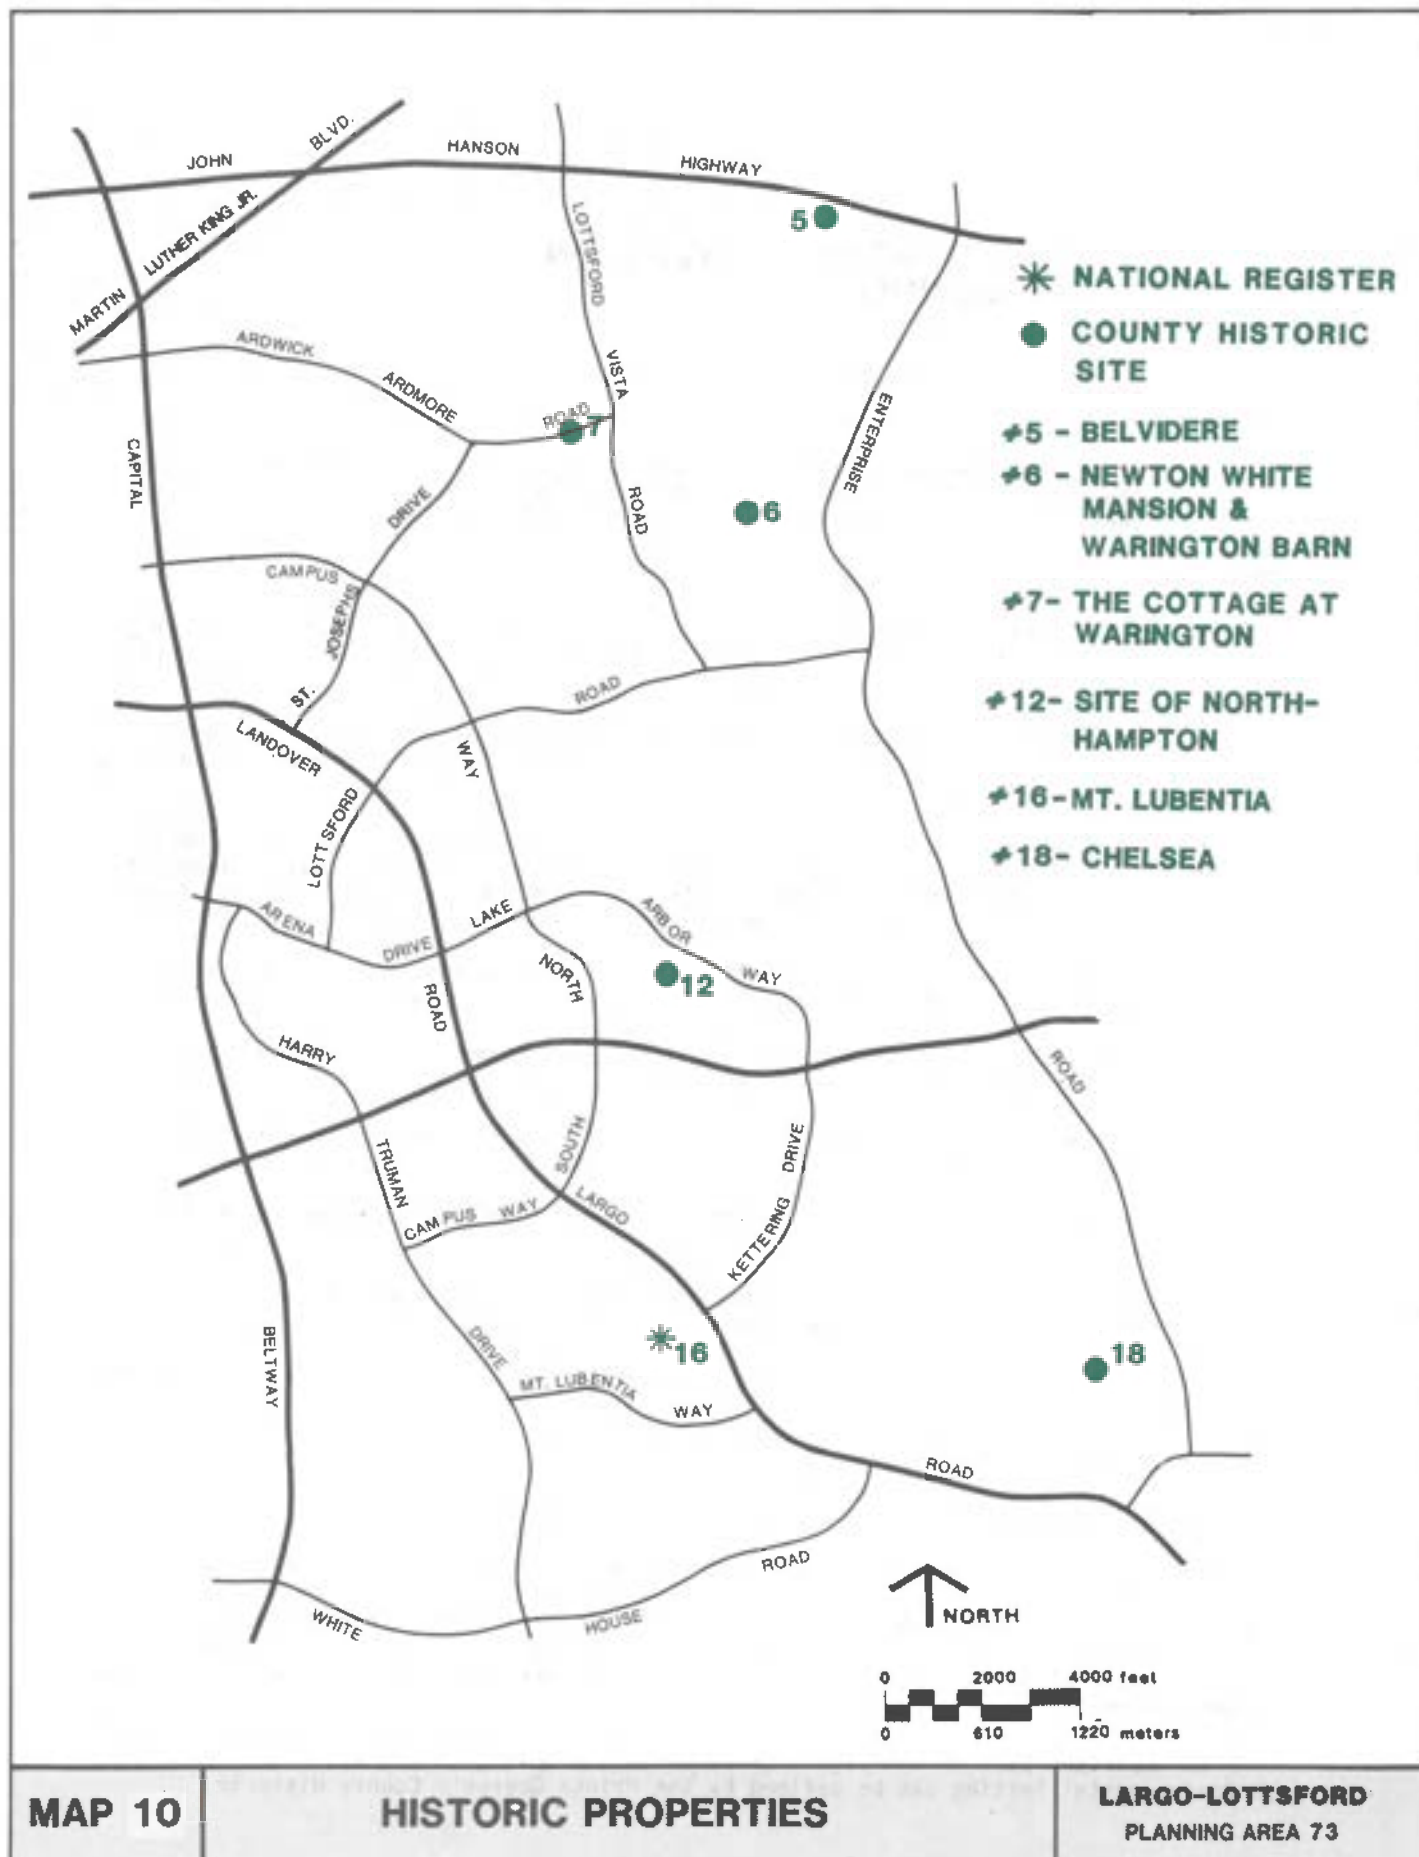 JOHN
HANSON
HIGHWAY
MARTIN
LUTHER KING JR.
BLVD.
LOTTSFORD
VISTA
ROAD
5
ARDWICK
ARDMORE
ROAD
7
6
ENTERPRISE
CAPITAL
DRIVE
JOSEPHS
ST.
CAMPUS
WAY
LANDOVER
LOTTSFORD
ROAD
ARENA
DRIVE
LAKE
ARBOR
WAY
12
NORTH
ROAD
HARRY
TRUMAN
DRIVE
SOUTH
CAMPUS WAY
LARGO
KETTERING DRIVE
ROAD
16
18
BELTWAY
MT. LUBENTIA
WAY
ROAD
WHITE
HOUSE
ROAD
NATIONAL REGISTER
COUNTY HISTORIC
SITE
#5 - BELVIDERE
#6 - NEWTON WHITE
MANSION &
WARINGTON BARN
#7- THE COTTAGE AT
WARINGTON
#12- SITE OF NORTH-
HAMPTON
#16-MT. LUBENTIA
#18- CHELSEA
NORTH
0 2000 4000 feet
0 610 1220 meters
MAP 10
HISTORIC PROPERTIES
LARGO-LOTTSFORD
PLANNING AREA 73